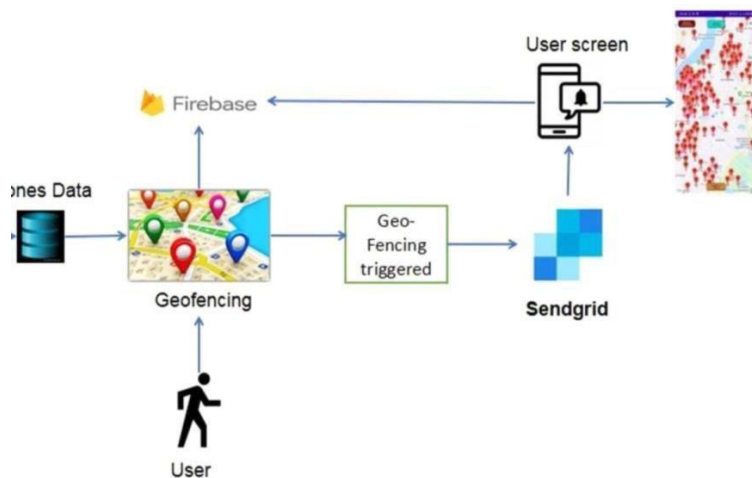 User screen
Firebase
ones Data
Geo-
Fencing
triggered
Geofencing
Sendgrid
User